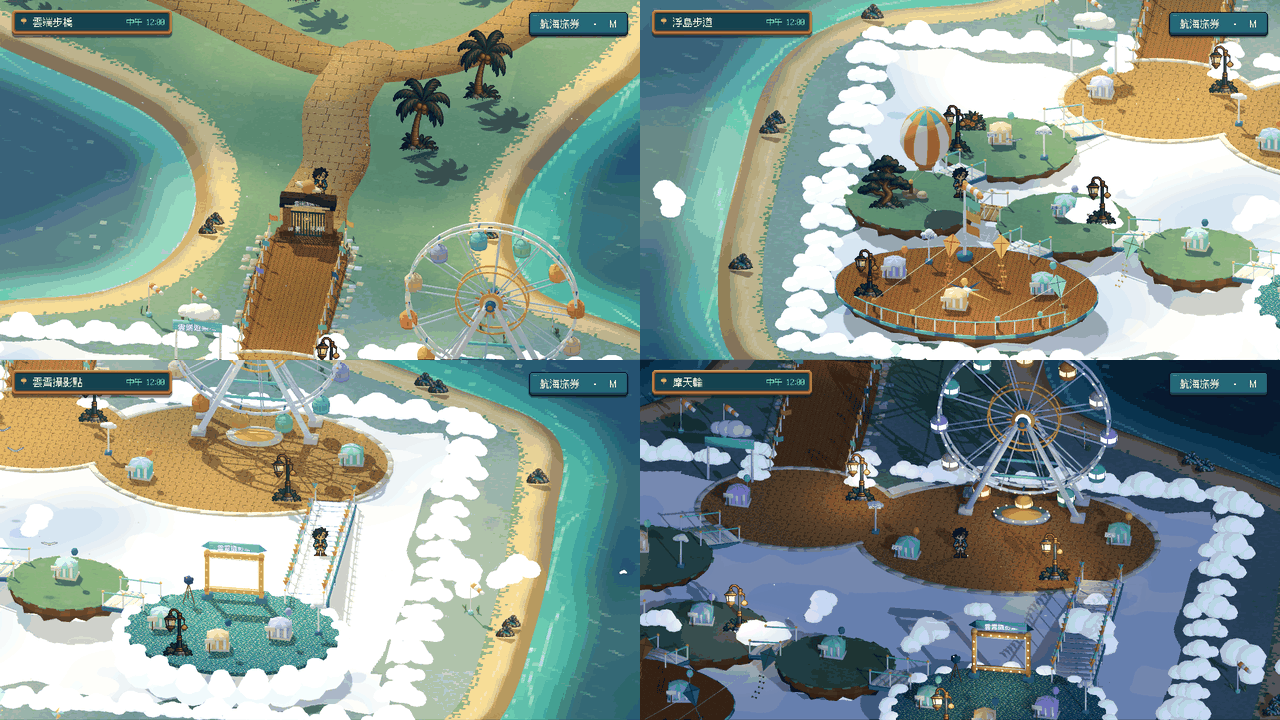 雲端步橋 中午 12:00
航海旅券 · M
浮島步道 中午 12:00
航海旅券 · M
雲霄攝影點 中午 12:00
航海旅券 · M
摩天輪 中午 12:00
航海旅券 · M